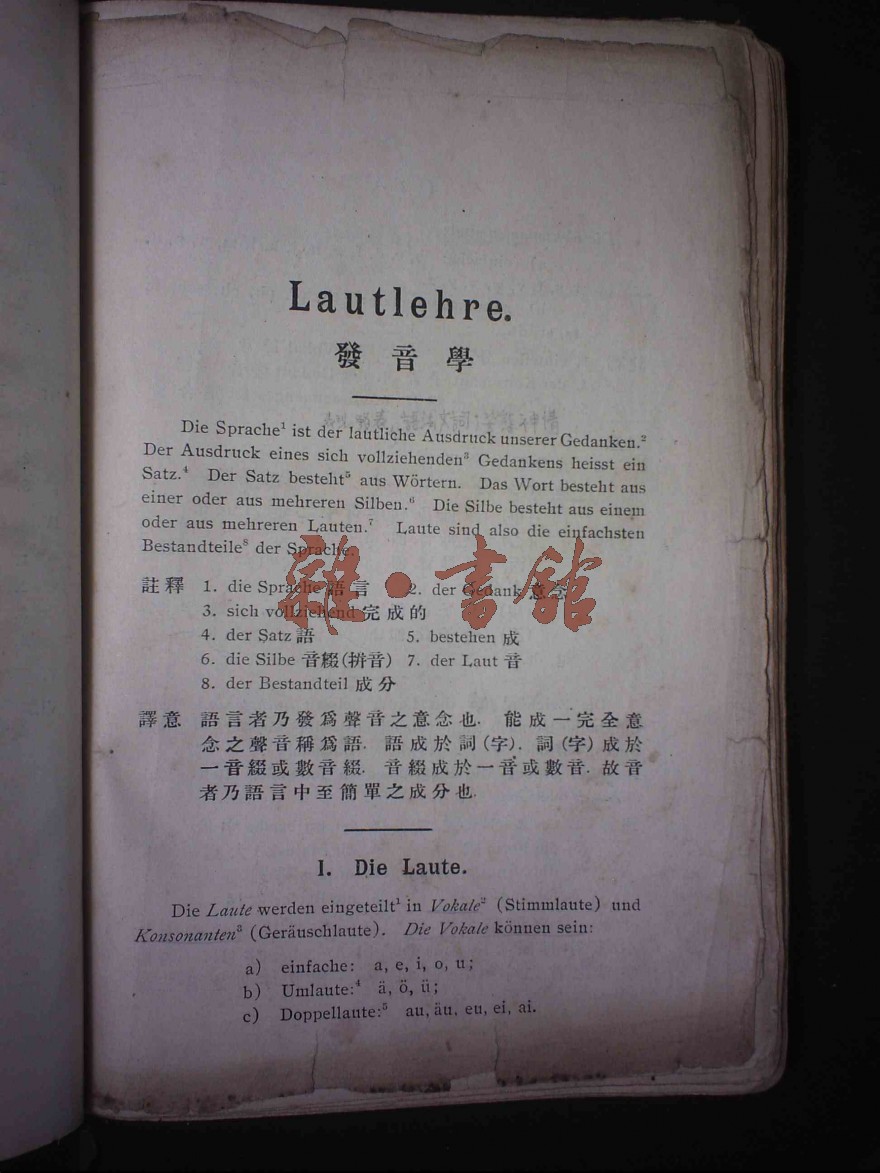 Lautlehre.
發音學
Die Sprache¹ ist der lautliche Ausdruck unserer Gedanken.²
Der Ausdruck eines sich vollziehenden³ Gedankens heisst ein
Satz.⁴ Der Satz besteht⁵ aus Wörtern. Das Wort besteht aus
einer oder aus mehreren Silben.⁶ Die Silbe besteht aus einem
oder aus mehreren Lauten.⁷ Laute sind also die einfachsten
Bestandteile⁸ der Sprache.
雜·書館
註釋 1. die Sprache 語言 2. der Gedank 意念
3. sich vollziehend 完成的
4. der Satz 語 5. bestehen 成
6. die Silbe 音綴(拚音) 7. der Laut 音
8. der Bestandteil 成分
譯意 語言者乃發爲聲音之意念也. 能成一完全意
念之聲音稱爲語. 語成於詞(字). 詞(字)成於
一音綴或數音綴. 音綴成於一音或數音. 故音
者乃語言中至簡單之成分也.
I. Die Laute.
Die Laute werden eingeteilt¹ in Vokale² (Stimmlaute) und
Konsonanten³ (Geräuschlaute). Die Vokale können sein:
a) einfache: a, e, i, o, u;
b) Umlaute:⁴ ä, ö, ü;
c) Doppellaute:⁵ au, äu, eu, ei, ai.